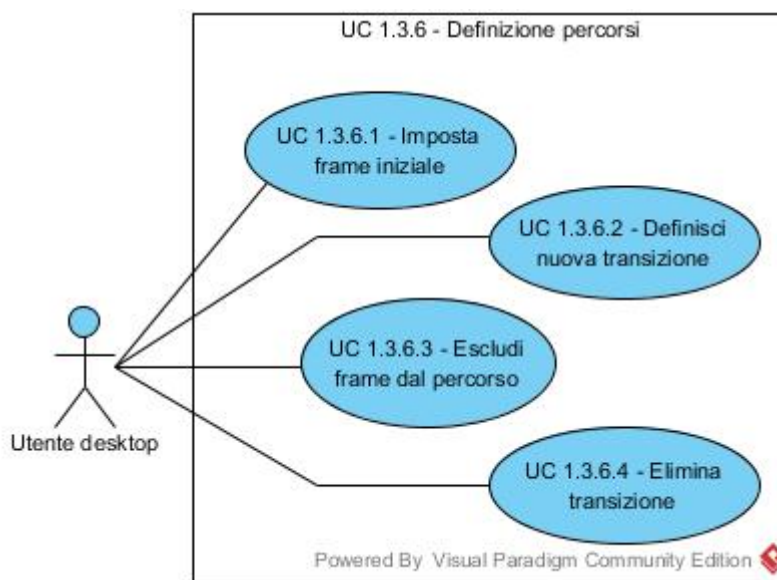 UC 1.3.6 - Definizione percorsi
UC 1.3.6.1 - Imposta
frame iniziale
UC 1.3.6.2 - Definisci
nuova transizione
UC 1.3.6.3 - Escludi
frame dal percorso
Utente desktop
UC 1.3.6.4 - Elimina
transizione
Powered By Visual Paradigm Community Edition